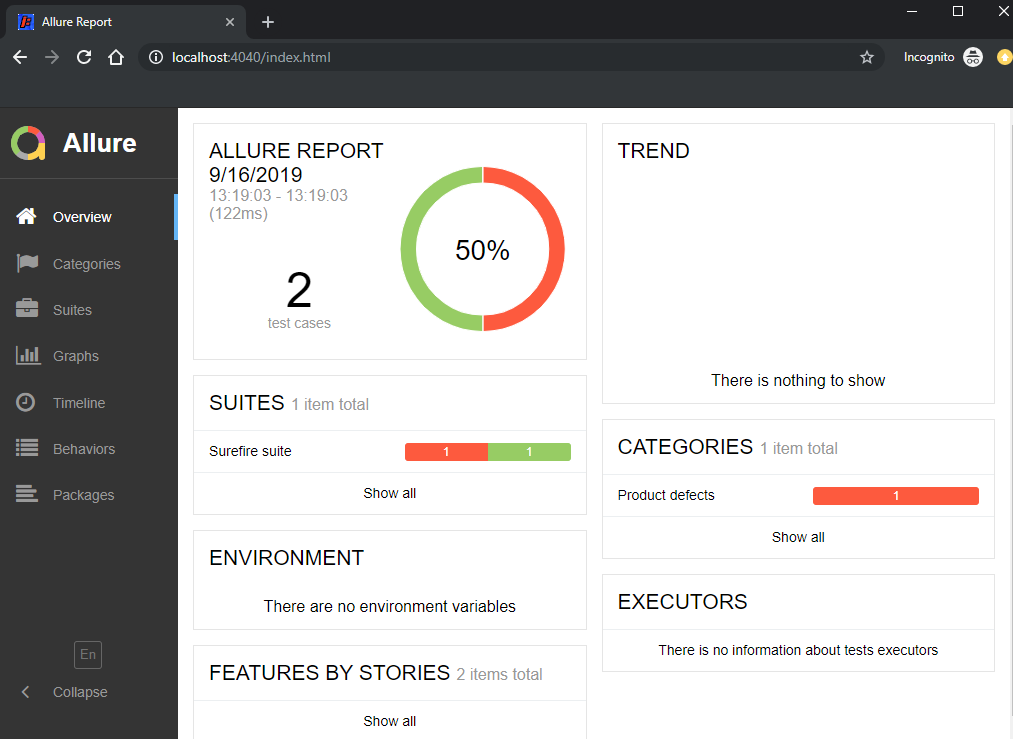 Allure Report
localhost:4040/index.html
Incognito
Allure
Overview
Categories
Suites
Graphs
Timeline
Behaviors
Packages
En
Collapse
ALLURE REPORT
9/16/2019
13:19:03 - 13:19:03
(122ms)
2
test cases
50%
SUITES 1 item total
Surefire suite 1 1
Show all
ENVIRONMENT
There are no environment variables
FEATURES BY STORIES 2 items total
Show all
TREND
There is nothing to show
CATEGORIES 1 item total
Product defects 1
Show all
EXECUTORS
There is no information about tests executors